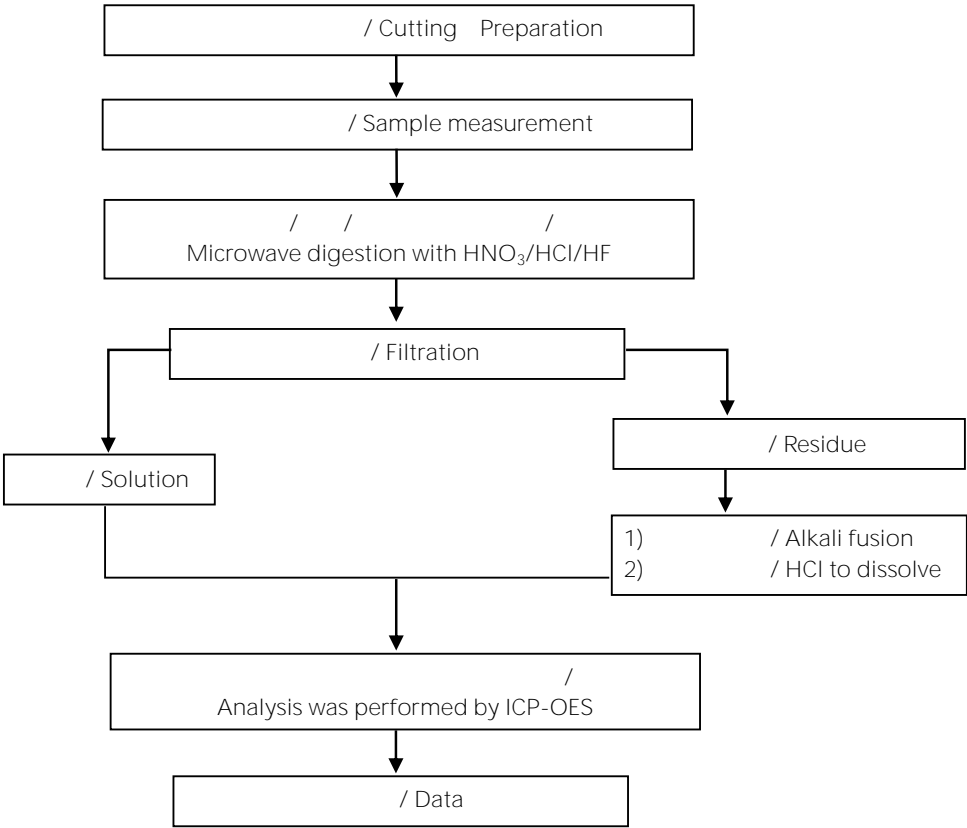 / Cutting Preparation
/ Sample measurement
/ / /
Microwave digestion with HNO₃/HCl/HF
/ Filtration
/ Residue
/ Solution
1) / Alkali fusion
2) / HCl to dissolve
/
Analysis was performed by ICP-OES
/ Data